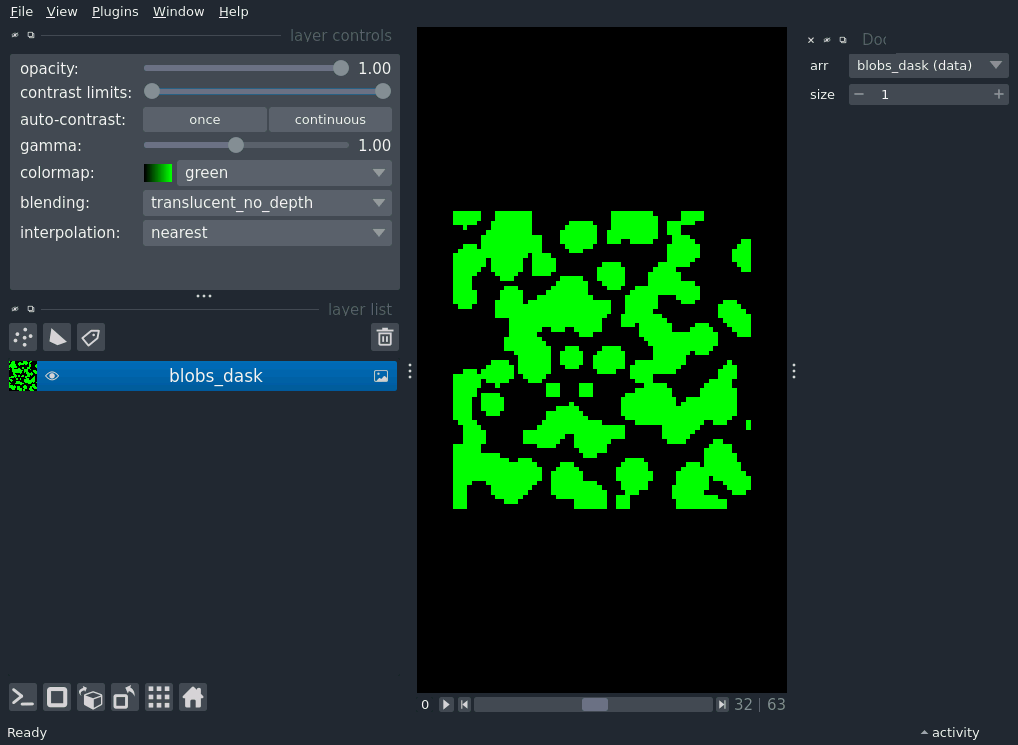 File View Plugins Window Help
layer controls
opacity: 1.00
contrast limits:
auto-contrast: once continuous
gamma: 1.00
colormap: green
blending: translucent_no_depth
interpolation: nearest
layer list
blobs_dask
Ready
0 32 | 63
Doc
arr blobs_dask (data)
size 1
activity